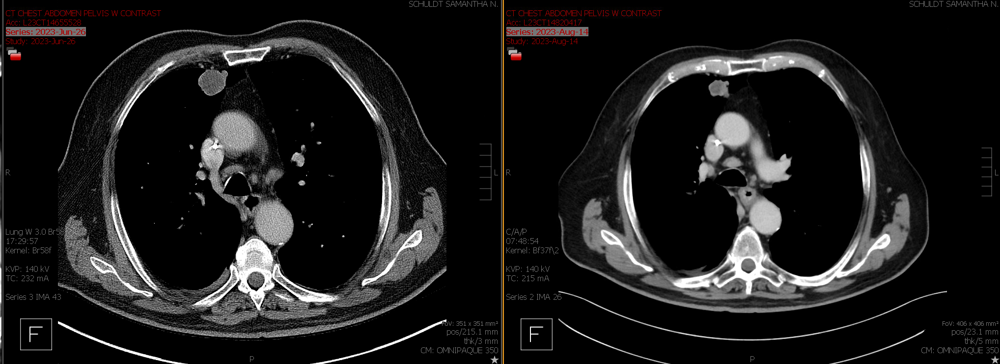 SCHULDT SAMANTHA N.
CT CHEST ABDOMEN PELVIS W CONTRAST
Acc: L23CT14655528
Series: 2023-Jun-26
Study: 2023-Jun-26
R
L
Lung W 3.0 Br58
17:29:57
Kernel: Br58f
KVP: 140 kV
TC: 232 mA
Series 3 IMA 43
F
FoV: 351 x 351 mm²
pos/215.1 mm
thk/3 mm
CM: OMNIPAQUE 350
P
SCHULDT SAMANTHA N.
CT CHEST ABDOMEN PELVIS W CONTRAST
Acc: L23CT14820417
Series: 2023-Aug-14
Study: 2023-Aug-14
R
L
C/A/P
07:48:54
Kernel: Bf37f\2
KVP: 140 kV
TC: 215 mA
Series 2 IMA 26
F
FoV: 406 x 406 mm²
pos/23.1 mm
thk/5 mm
CM: OMNIPAQUE 350
P